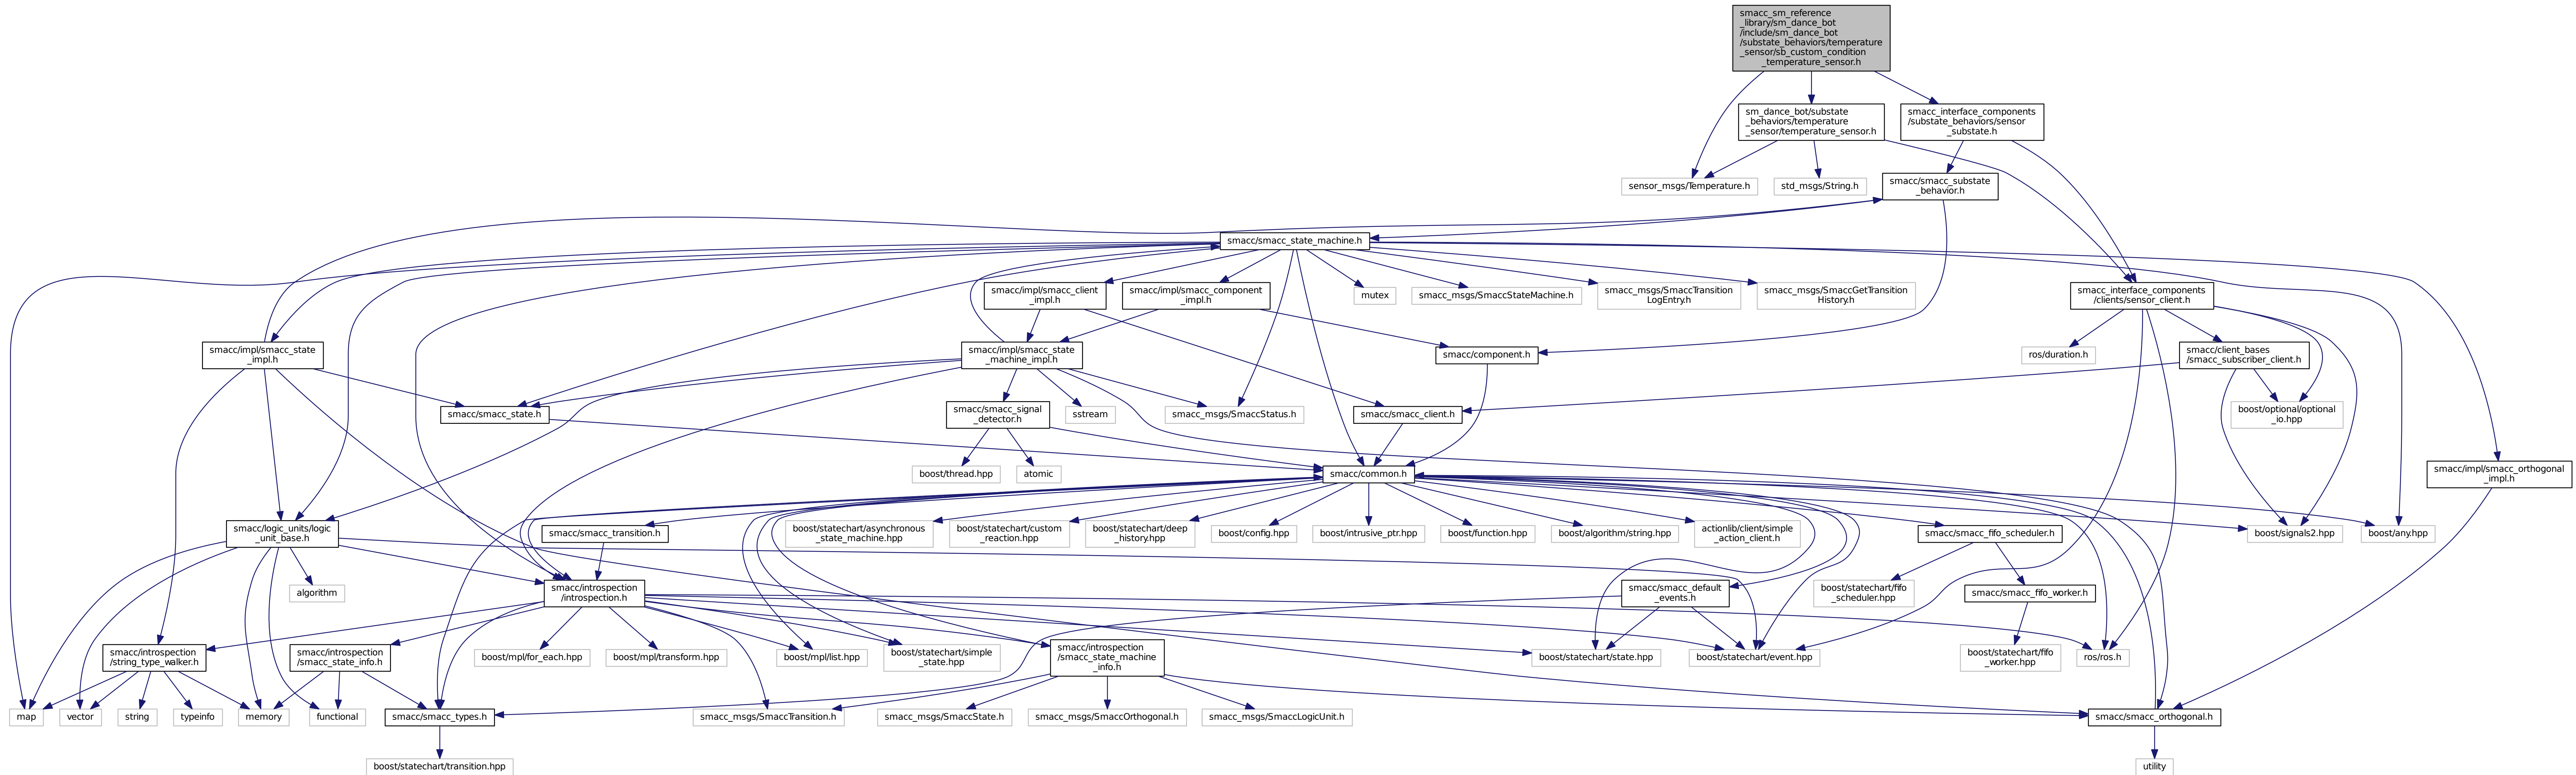 smacc_sm_reference
_library/sm_dance_bot
/include/sm_dance_bot
/substate_behaviors/temperature
_sensor/sb_custom_condition
_temperature_sensor.h
sm_dance_bot/substate
_behaviors/temperature
_sensor/temperature_sensor.h
smacc_interface_components
/substate_behaviors/sensor
_substate.h
sensor_msgs/Temperature.h
std_msgs/String.h
smacc/smacc_substate
_behavior.h
smacc/smacc_state_machine.h
smacc/impl/smacc_client
_impl.h
smacc/impl/smacc_component
_impl.h
mutex
smacc_msgs/SmaccStateMachine.h
smacc_msgs/SmaccTransition
LogEntry.h
smacc_msgs/SmaccGetTransition
History.h
smacc_interface_components
/clients/sensor_client.h
smacc/impl/smacc_state
_impl.h
smacc/impl/smacc_state
_machine_impl.h
smacc/component.h
ros/duration.h
smacc/client_bases
/smacc_subscriber_client.h
smacc/smacc_state.h
smacc/smacc_signal
_detector.h
sstream
smacc_msgs/SmaccStatus.h
smacc/smacc_client.h
boost/optional/optional
_io.hpp
boost/thread.hpp
atomic
smacc/common.h
smacc/impl/smacc_orthogonal
_impl.h
smacc/logic_units/logic
_unit_base.h
smacc/smacc_transition.h
boost/statechart/asynchronous
_state_machine.hpp
boost/statechart/custom
_reaction.hpp
boost/statechart/deep
_history.hpp
boost/config.hpp
boost/intrusive_ptr.hpp
boost/function.hpp
boost/algorithm/string.hpp
actionlib/client/simple
_action_client.h
smacc/smacc_fifo_scheduler.h
boost/signals2.hpp
boost/any.hpp
algorithm
smacc/introspection
/introspection.h
smacc/smacc_default
_events.h
boost/statechart/fifo
_scheduler.hpp
smacc/smacc_fifo_worker.h
smacc/introspection
/string_type_walker.h
smacc/introspection
/smacc_state_info.h
boost/mpl/for_each.hpp
boost/mpl/transform.hpp
boost/mpl/list.hpp
boost/statechart/simple
_state.hpp
smacc/introspection
/smacc_state_machine
_info.h
boost/statechart/state.hpp
boost/statechart/event.hpp
boost/statechart/fifo
_worker.hpp
ros/ros.h
map
vector
string
typeinfo
memory
functional
smacc/smacc_types.h
smacc_msgs/SmaccTransition.h
smacc_msgs/SmaccState.h
smacc_msgs/SmaccOrthogonal.h
smacc_msgs/SmaccLogicUnit.h
smacc/smacc_orthogonal.h
boost/statechart/transition.hpp
utility